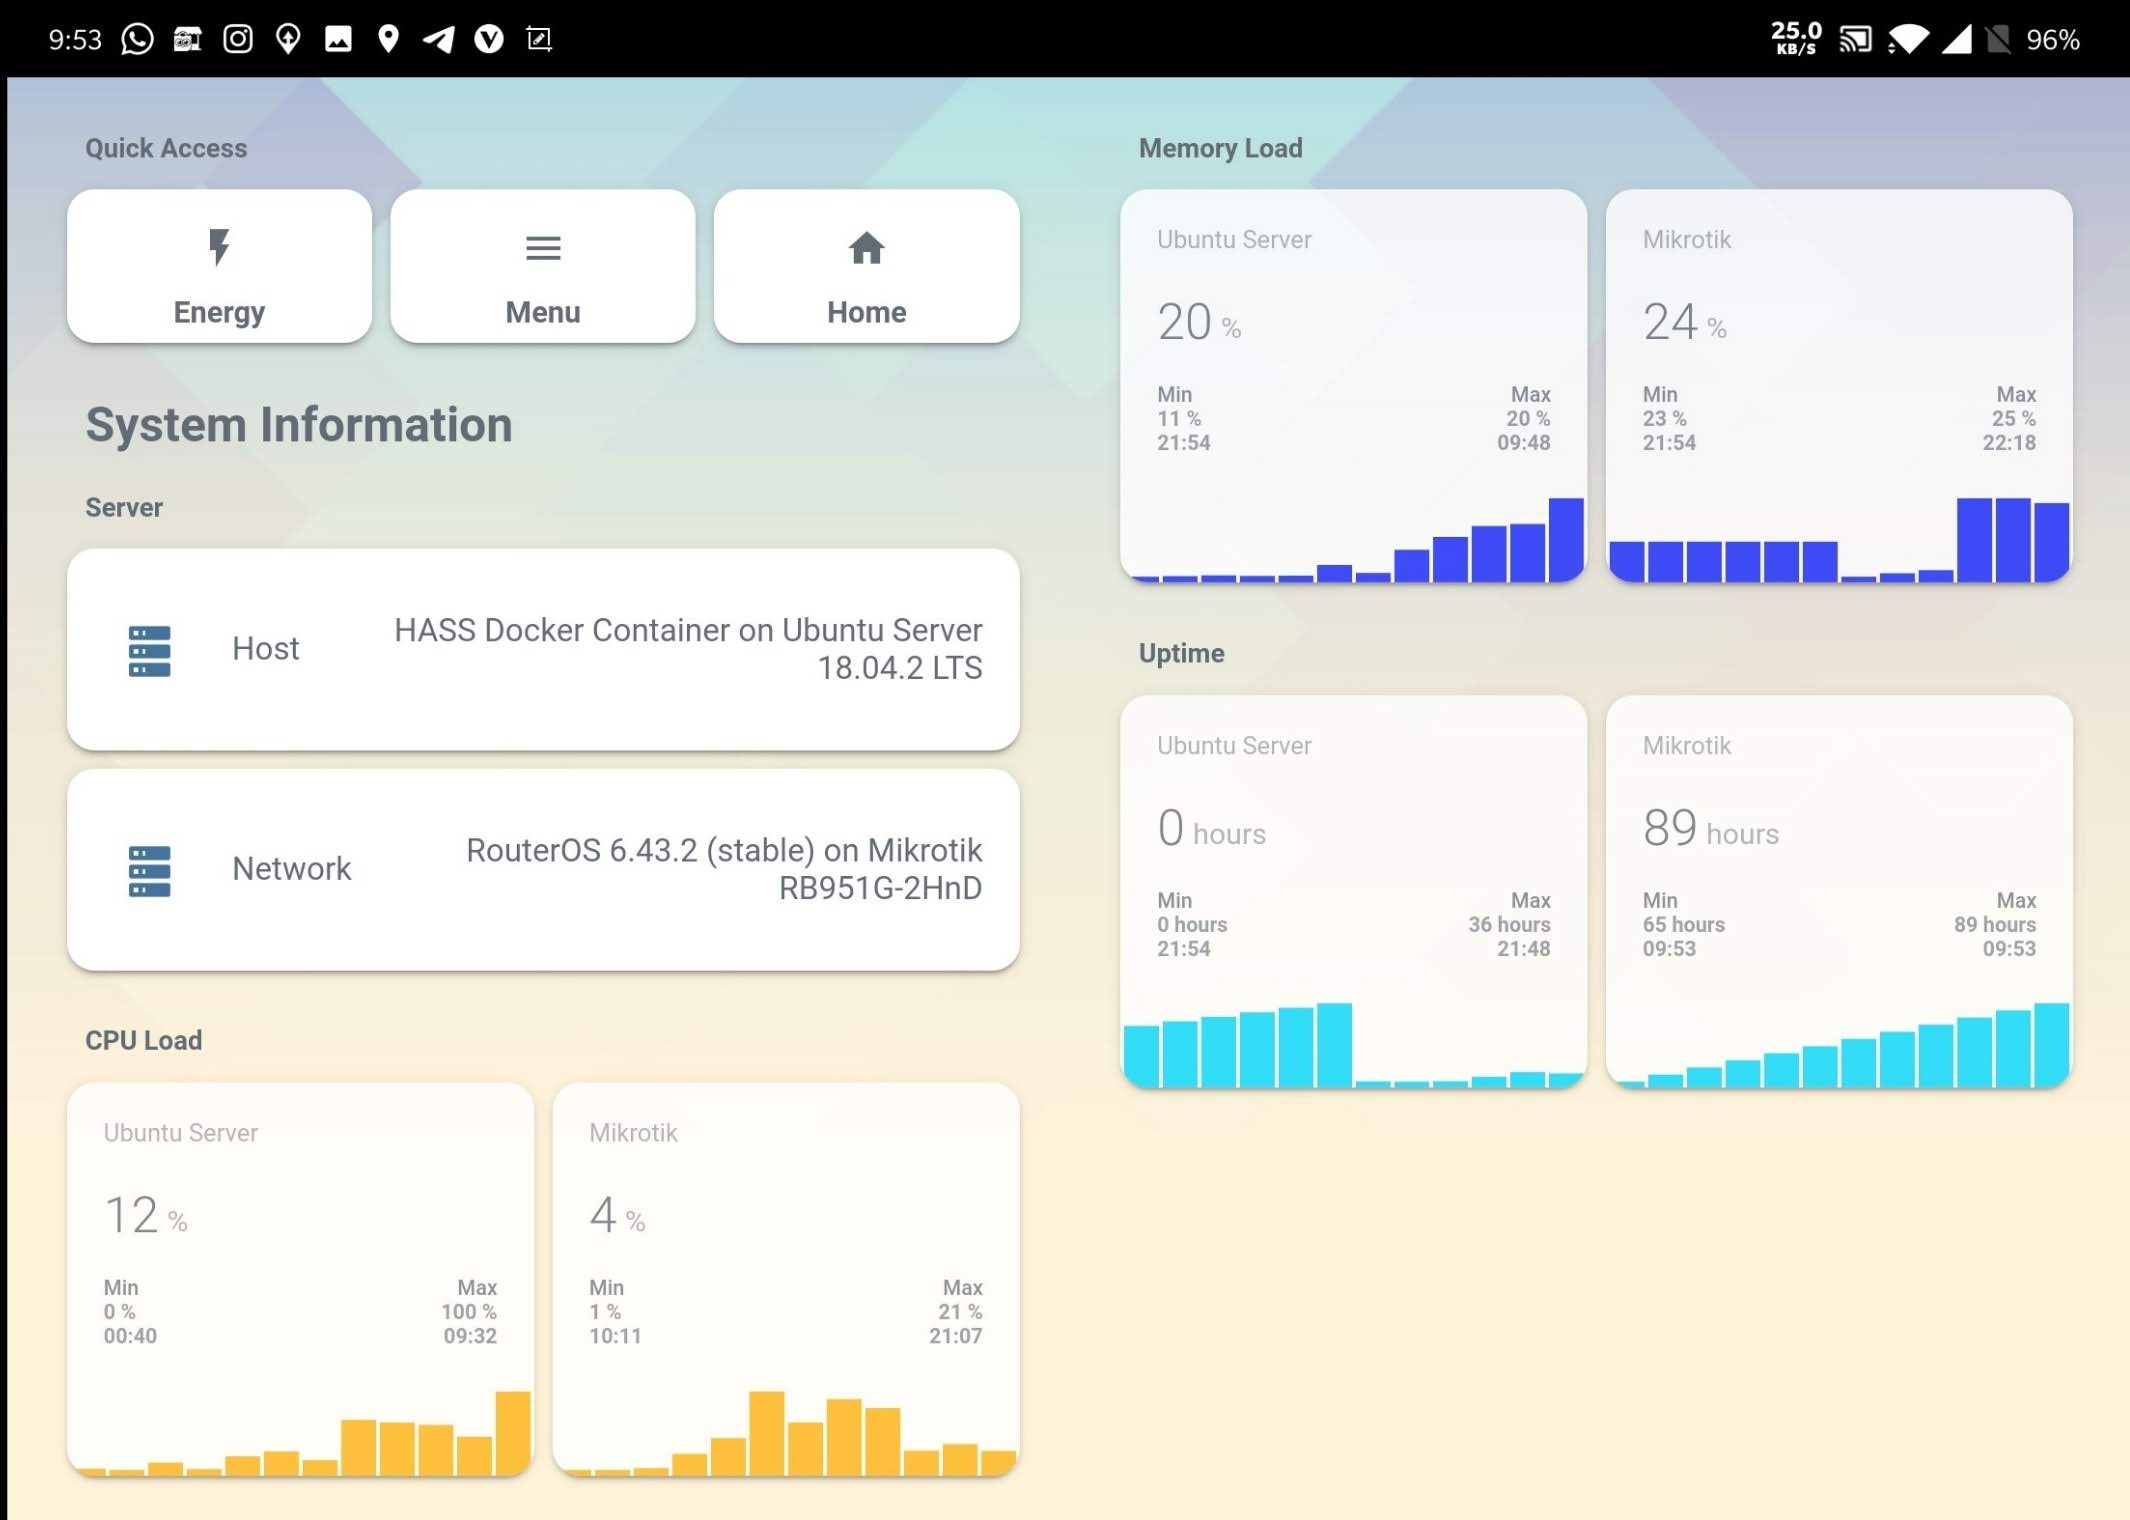 9:53
25.0
KB/S
96%
Quick Access
Energy
Menu
Home
System Information
Server
Host
HASS Docker Container on Ubuntu Server
18.04.2 LTS
Network
RouterOS 6.43.2 (stable) on Mikrotik
RB951G-2HnD
CPU Load
Ubuntu Server
12 %
Min
Max
0 %
100 %
00:40
09:32
Mikrotik
4 %
Min
Max
1 %
21 %
10:11
21:07
Memory Load
Ubuntu Server
20 %
Min
Max
11 %
20 %
21:54
09:48
Mikrotik
24 %
Min
Max
23 %
25 %
21:54
22:18
Uptime
Ubuntu Server
0 hours
Min
Max
0 hours
36 hours
21:54
21:48
Mikrotik
89 hours
Min
Max
65 hours
89 hours
09:53
09:53